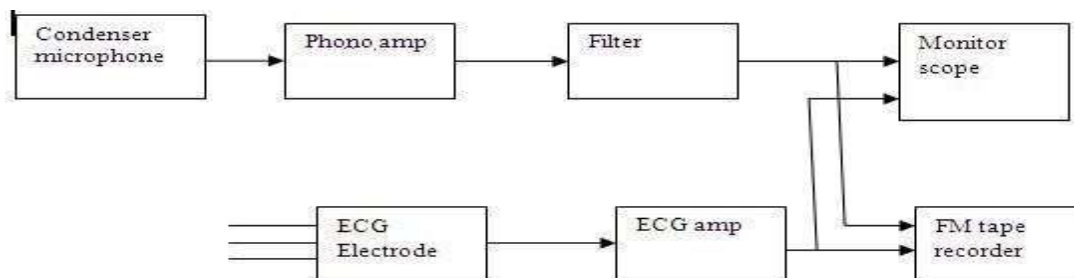 Condenser
microphone
Phono,amp
Filter
Monitor
scope
ECG
Electrode
ECG amp
FM tape
recorder